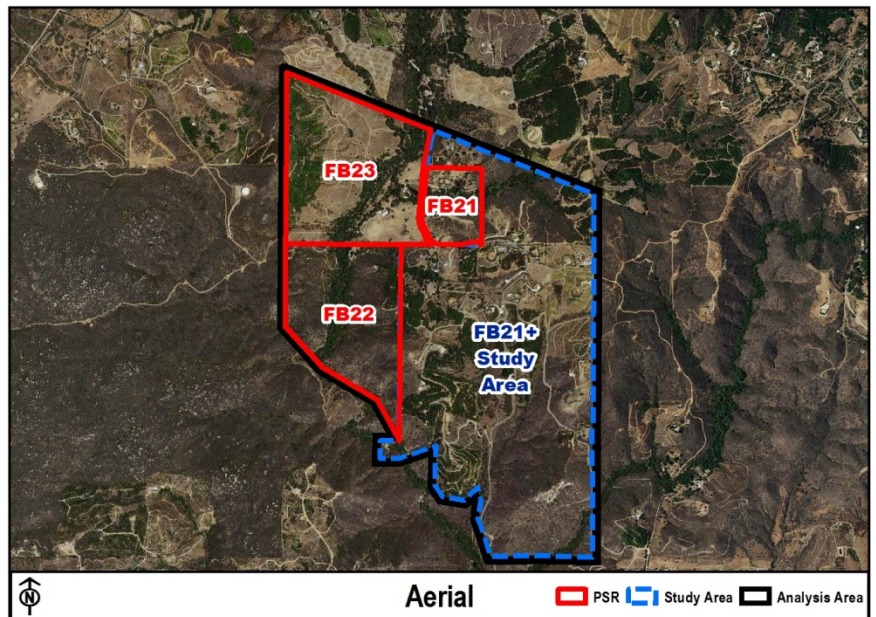 FB23
FB21
FB22
FB21+
Study
Area
Aerial
PSR
Study Area
Analysis Area